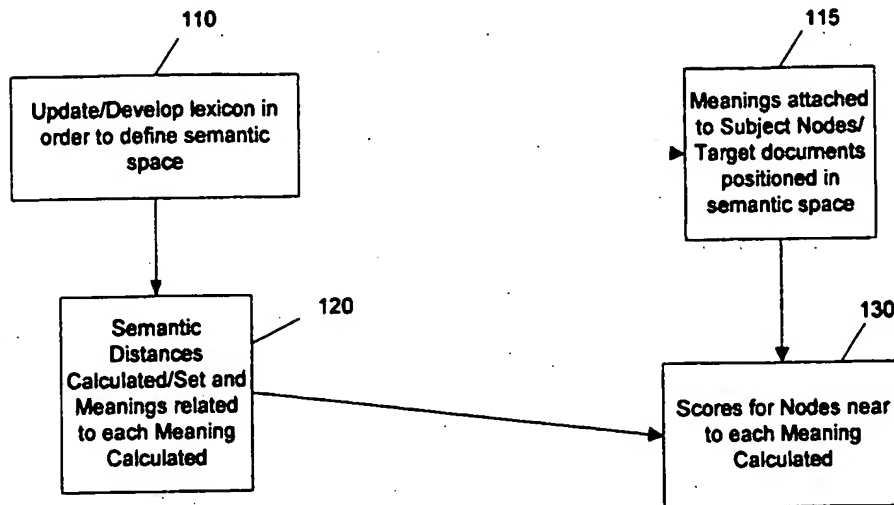 110
Update/Develop lexicon in
order to define semantic
space
115
Meanings attached
to Subject Nodes/
Target documents
positioned in
semantic space
120
Semantic
Distances
Calculated/Set and
Meanings related
to each Meaning
Calculated
130
Scores for Nodes near
to each Meaning
Calculated